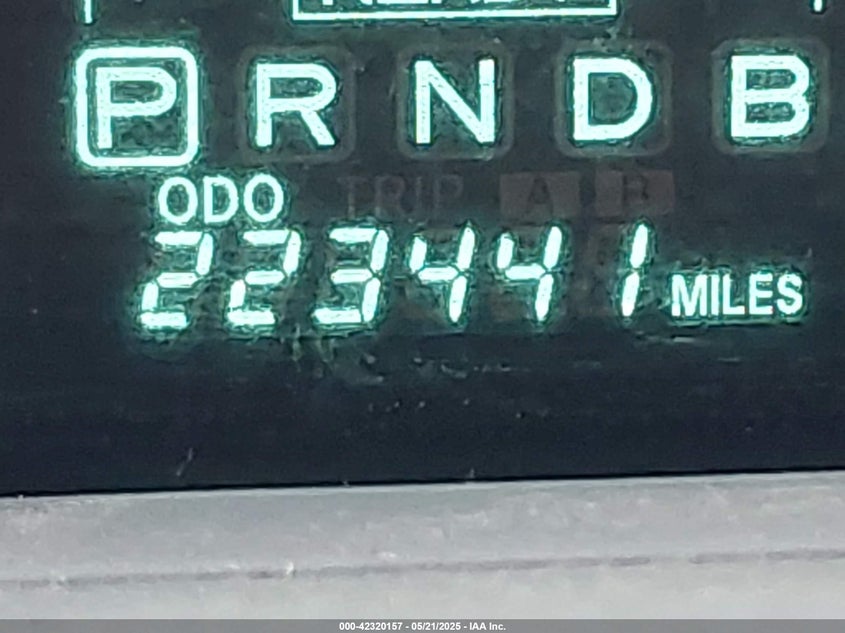 P R N D B
ODO TRIP A B
223441 MILES
000-42320157 - 05/21/2025 - IAA Inc.